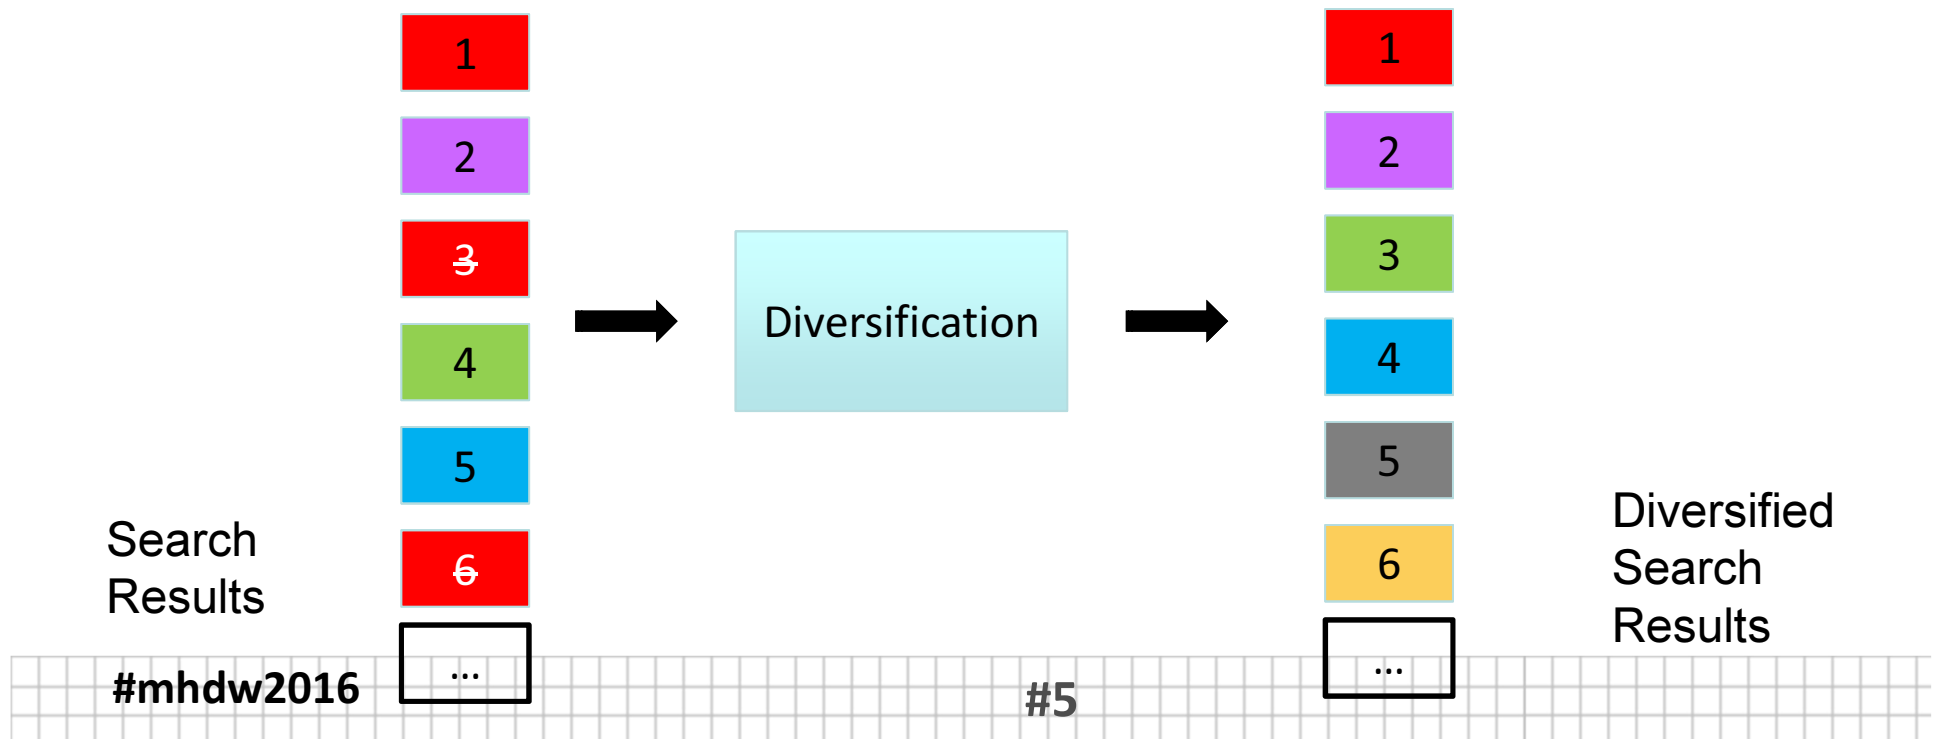 1
2
3
4
5
6
...
Search
Results
Diversification
1
2
3
4
5
6
...
Diversified
Search
Results
#mhdw2016
#5